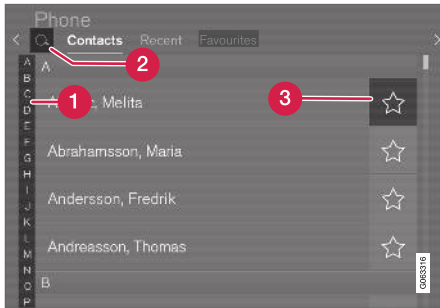 Phone
Contacts Recent Favourites
2
A
A
B
C
D
E
F
G
H
I
J
K
L
M
N
O
P
1
Melita
3
Abrahamsson, Maria
Andersson, Fredrik
Andreasson, Thomas
B
G063316